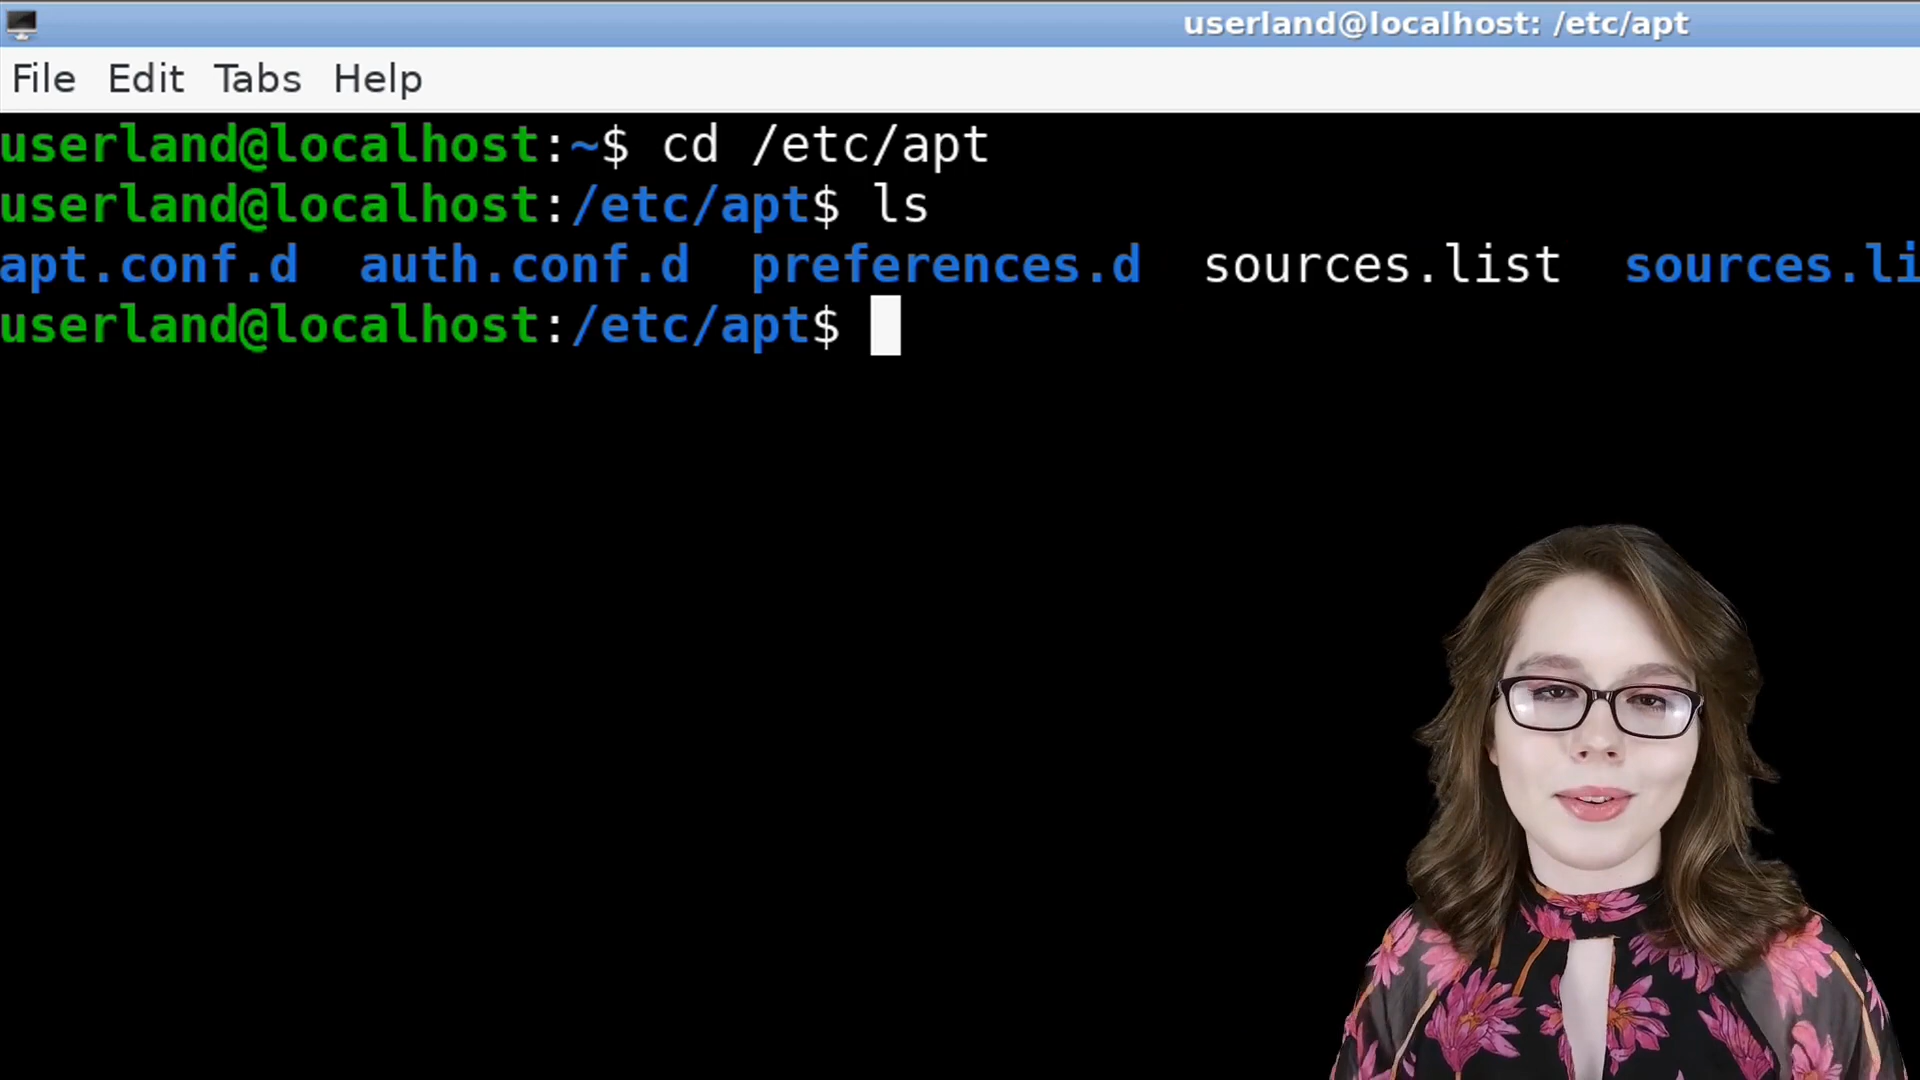 userland@localhost: /etc/apt
File Edit Tabs Help
userland@localhost:~$ cd /etc/apt
userland@localhost:/etc/apt$ ls
apt.conf.d auth.conf.d preferences.d sources.list sources.li
userland@localhost:/etc/apt$